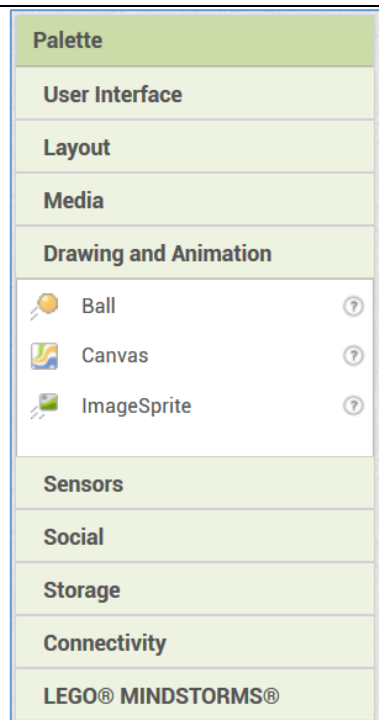 Palette
User Interface
Layout
Media
Drawing and Animation
Ball ?
Canvas ?
ImageSprite ?
Sensors
Social
Storage
Connectivity
LEGO® MINDSTORMS®